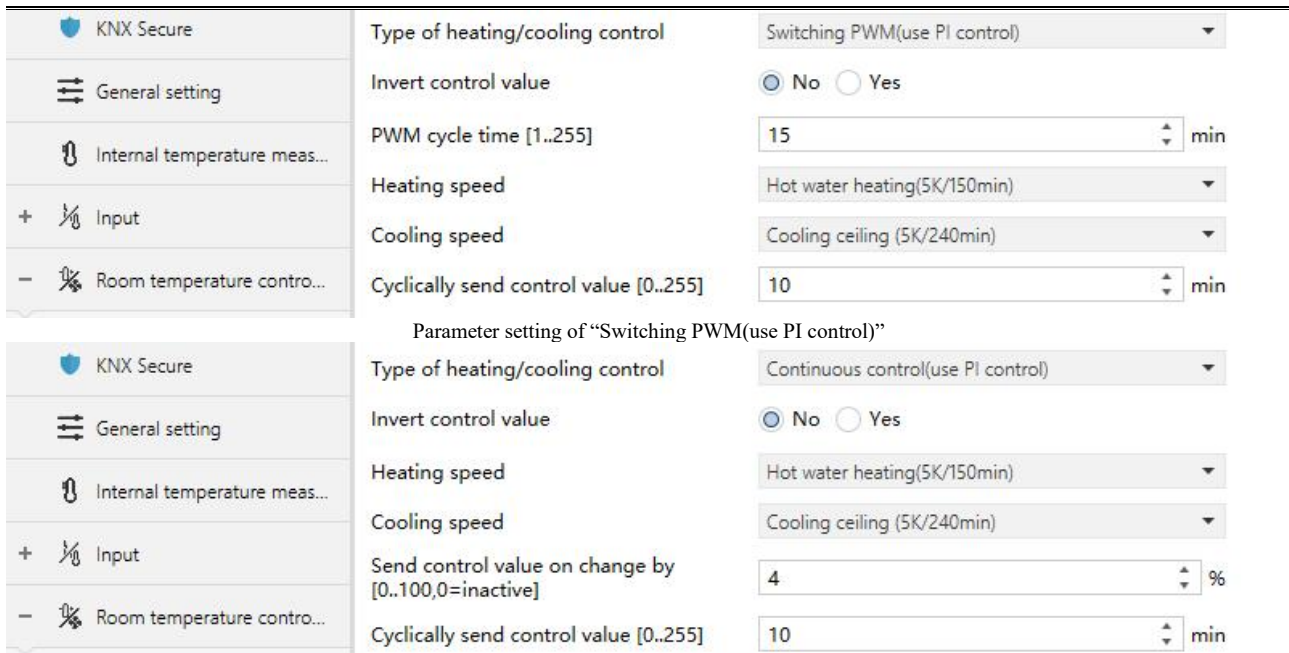 KNX Secure
General setting
Internal temperature meas...
+ Input
− Room temperature contro...
Type of heating/cooling control Switching PWM(use PI control)
Invert control value No Yes
PWM cycle time [1..255] 15 min
Heating speed Hot water heating(5K/150min)
Cooling speed Cooling ceiling (5K/240min)
Cyclically send control value [0..255] 10 min
Parameter setting of “Switching PWM(use PI control)”
KNX Secure
General setting
Internal temperature meas...
+ Input
− Room temperature contro...
Type of heating/cooling control Continuous control(use PI control)
Invert control value No Yes
Heating speed Hot water heating(5K/150min)
Cooling speed Cooling ceiling (5K/240min)
Send control value on change by
[0..100,0=inactive] 4 %
Cyclically send control value [0..255] 10 min